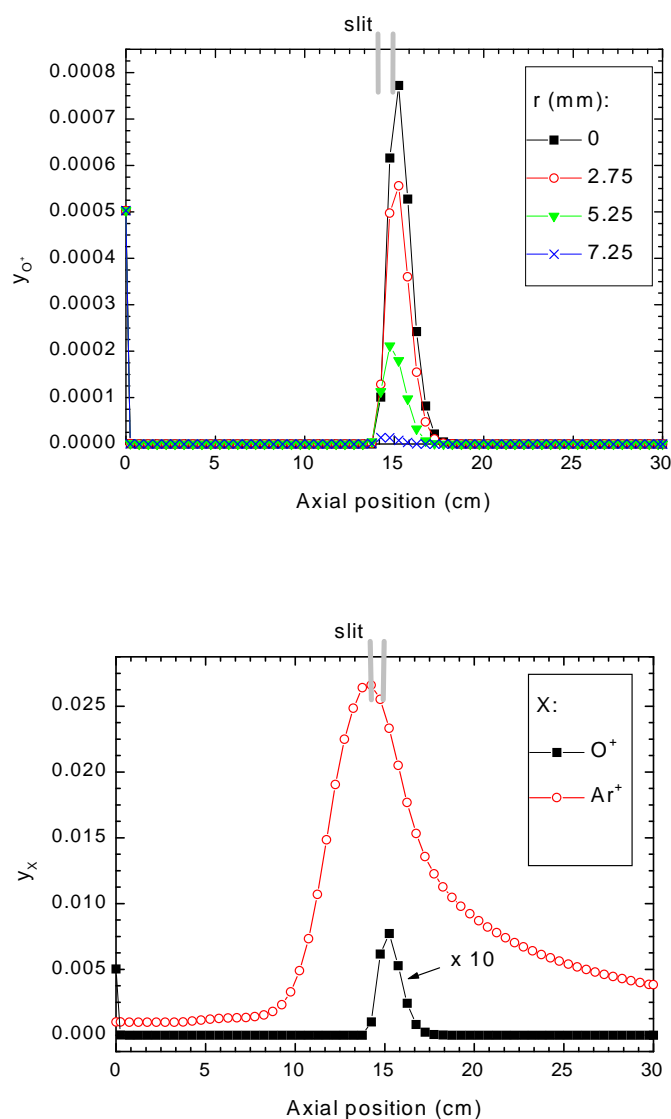 slit
0.0008
0.0007
0.0006
0.0005
0.0004
0.0003
0.0002
0.0001
0.0000
y_O⁺
r (mm):
0
2.75
5.25
7.25
0 5 10 15 20 25 30
Axial position (cm)
slit
0.025
0.020
0.015
0.010
0.005
0.000
y_X
X:
O⁺
Ar⁺
x 10
0 5 10 15 20 25 30
Axial position (cm)